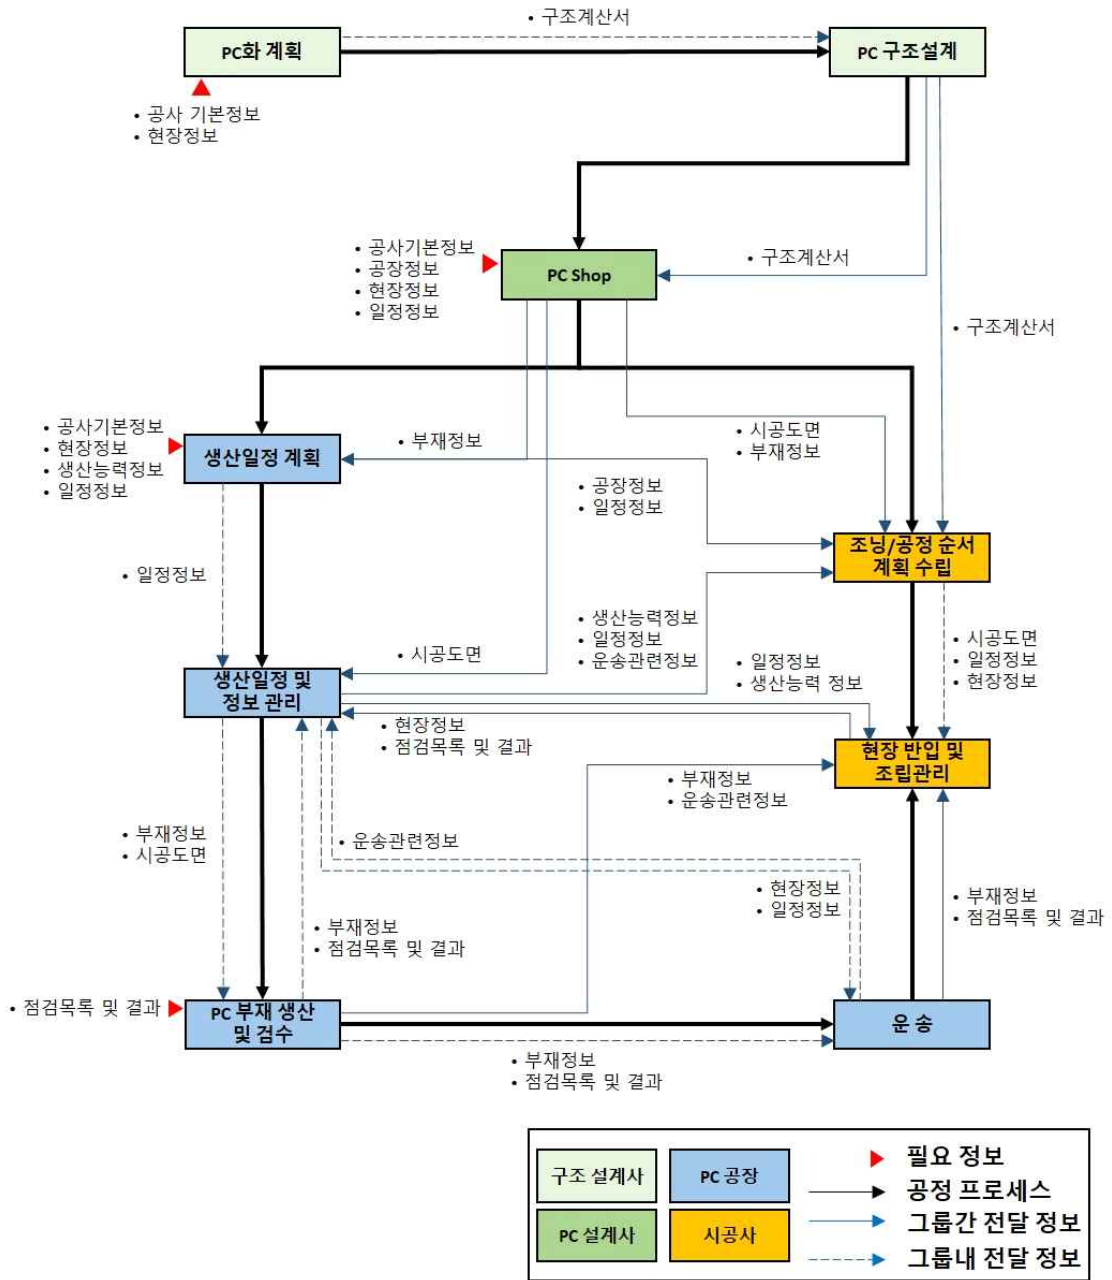 • 구조계산서
PC화 계획
PC 구조설계
• 공사 기본정보
• 현장정보
• 공사기본정보
• 공장정보
• 현장정보
• 일정정보
PC Shop
• 구조계산서
• 구조계산서
• 공사기본정보
• 현장정보
• 생산능력정보
• 일정정보
생산일정 계획
• 부재정보
• 시공도면
• 부재정보
• 공장정보
• 일정정보
조닝/공정 순서
계획 수립
• 일정정보
• 생산능력정보
• 일정정보
• 운송관련정보
• 시공도면
• 시공도면
• 일정정보
• 현장정보
• 일정정보
• 생산능력 정보
생산일정 및
정보 관리
• 현장정보
• 점검목록 및 결과
현장 반입 및
조립관리
• 부재정보
• 운송관련정보
• 부재정보
• 시공도면
• 운송관련정보
• 현장정보
• 일정정보
• 부재정보
• 점검목록 및 결과
• 부재정보
• 점검목록 및 결과
• 점검목록 및 결과
PC 부재 생산
및 검수
운 송
• 부재정보
• 점검목록 및 결과
구조 설계사
PC 공장
PC 설계사
시공사
필요 정보
공정 프로세스
그룹간 전달 정보
그룹내 전달 정보